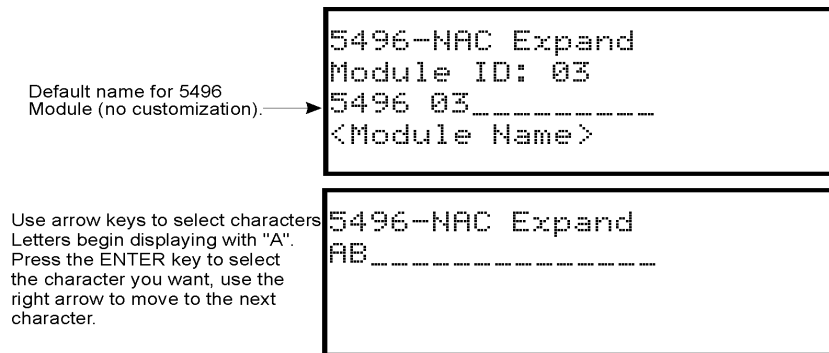 Default name for 5496
Module (no customization).
5496-NAC Expand
Module ID: 03
5496 03_________
<Module Name>
Use arrow keys to select characters
Letters begin displaying with "A".
Press the ENTER key to select
the character you want, use the
right arrow to move to the next
character.
5496-NAC Expand
AB______________